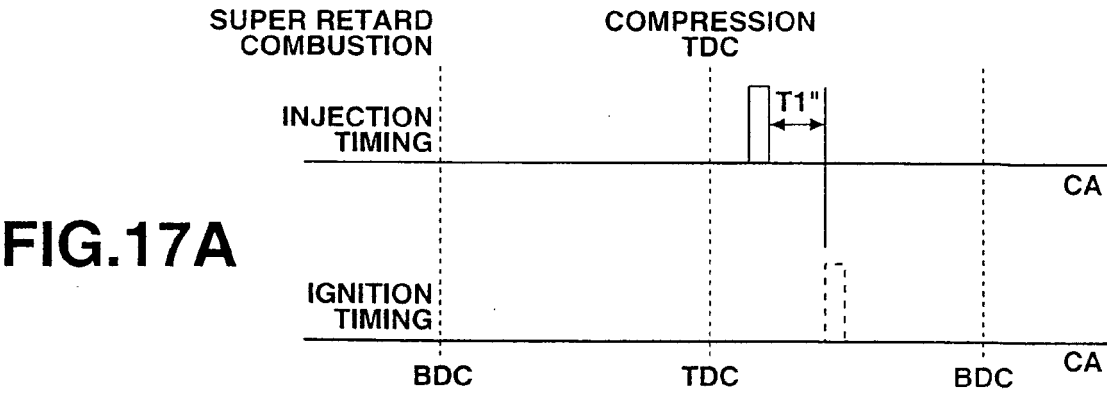 SUPER RETARD
COMBUSTION
COMPRESSION
TDC
INJECTION
TIMING
T1"
CA
FIG.17A
IGNITION
TIMING
CA
BDC
TDC
BDC